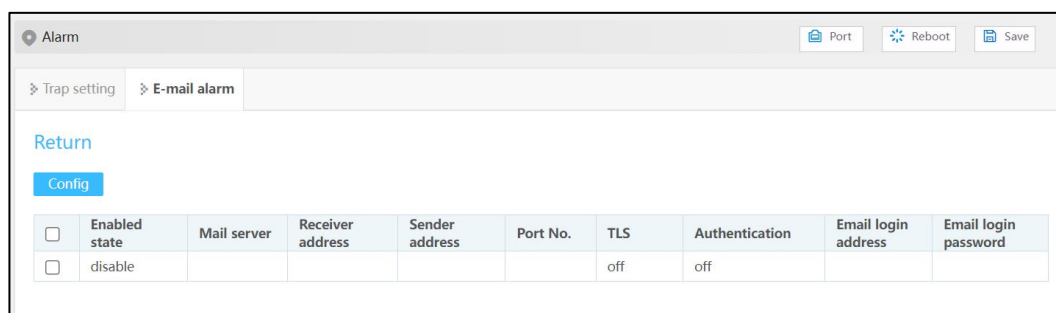 Alarm Port Reboot Save
Trap setting E-mail alarm
Return
Config
Enabled state Mail server Receiver address Sender address Port No. TLS Authentication Email login address Email login password
disable off off